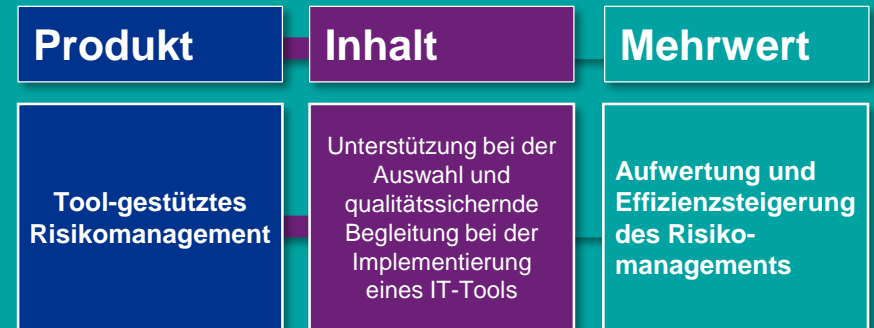 Produkt
Inhalt
Mehrwert
Tool-gestütztes
Risikomanagement
Unterstützung bei der
Auswahl und
qualitätssichernde
Begleitung bei der
Implementierung
eines IT-Tools
Aufwertung und
Effizienzsteigerung
des Risiko-
managements